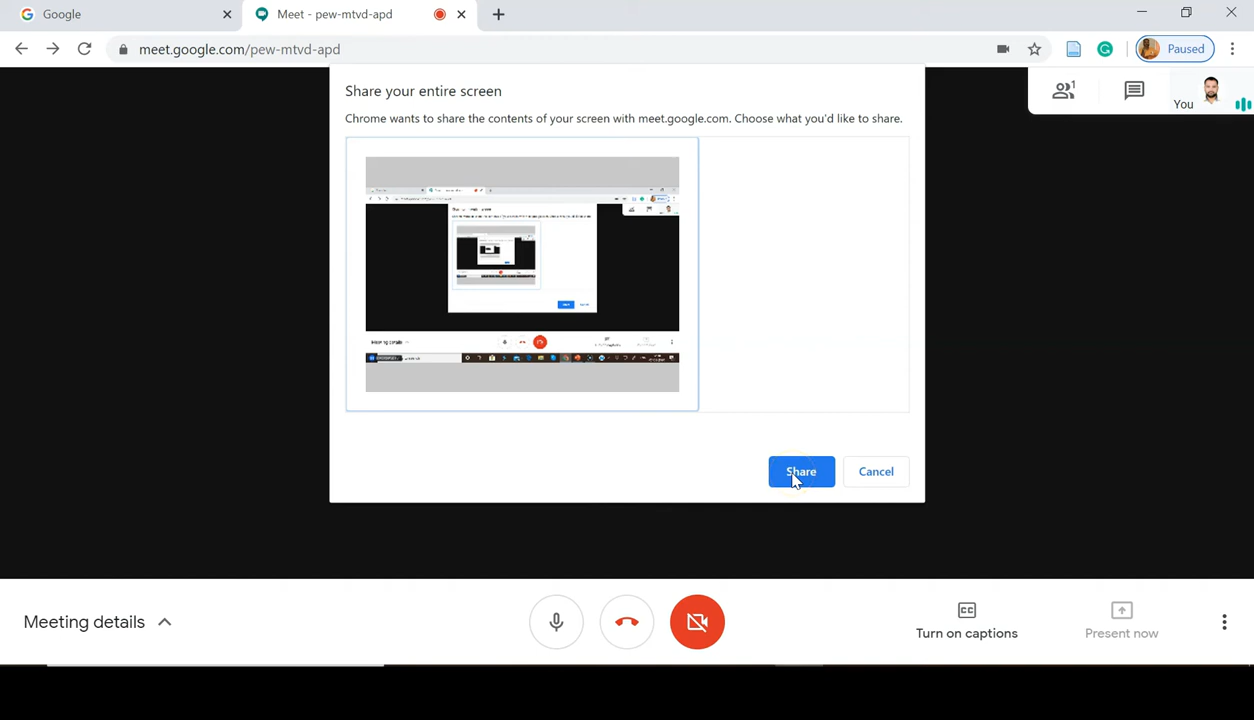 Google
Meet - pew-mtvd-apd
meet.google.com/pew-mtvd-apd
Paused
Share your entire screen
Chrome wants to share the contents of your screen with meet.google.com. Choose what you'd like to share.
1
You
Share
Cancel
Meeting details
Turn on captions
Present now